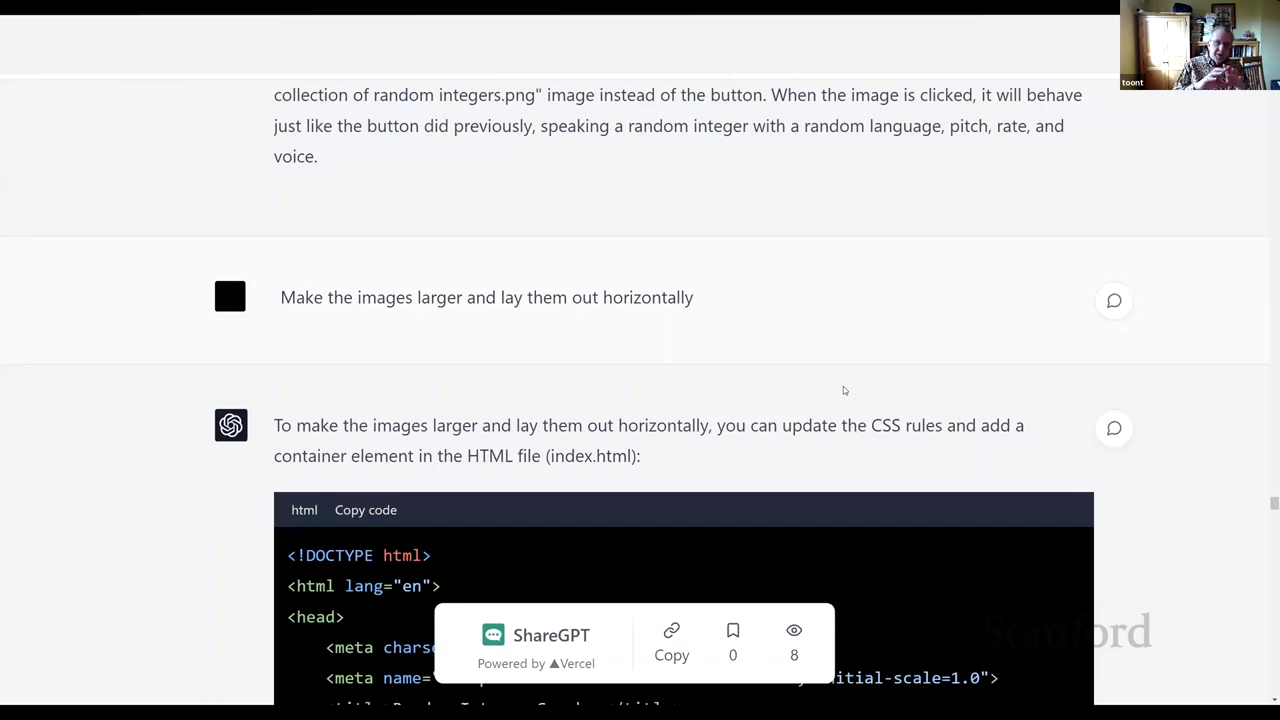 toont
collection of random integers.png" image instead of the button. When the image is clicked, it will behave
just like the button did previously, speaking a random integer with a random language, pitch, rate, and
voice.
Make the images larger and lay them out horizontally
To make the images larger and lay them out horizontally, you can update the CSS rules and add a
container element in the HTML file (index.html):
html Copy code
<!DOCTYPE html>
<html lang="en">
<head>
<meta
<meta name="
initial-scale=1.0">
ShareGPT
Powered by ▲Vercel
Copy 0 8
Stanford